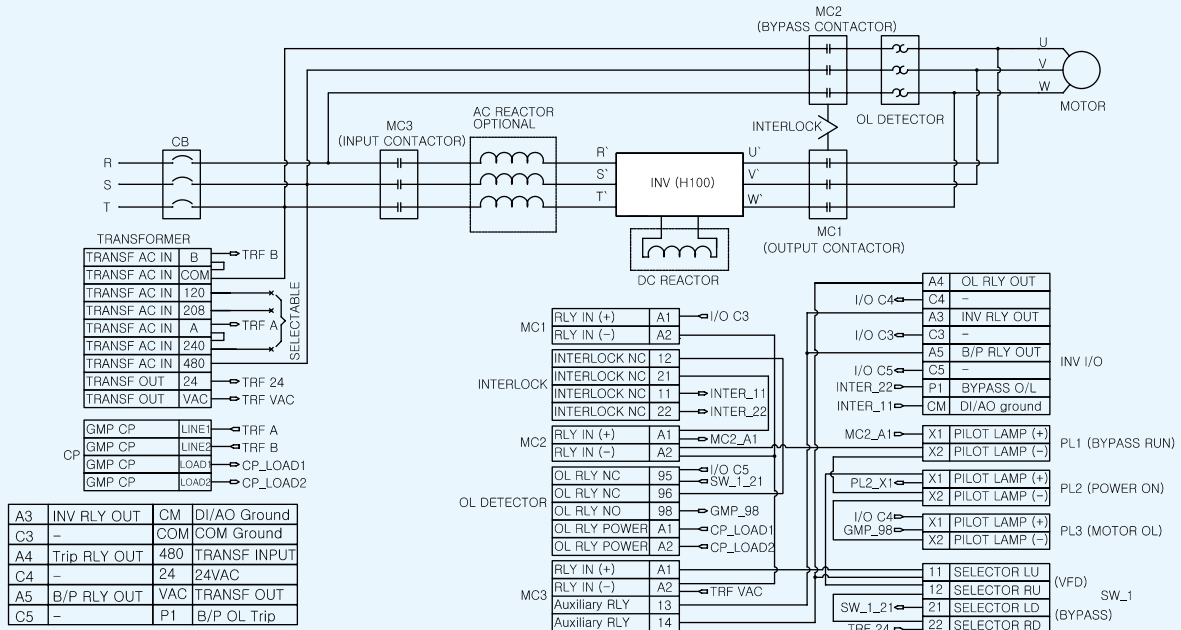 MC2
(BYPASS CONTACTOR)
U
V
W
MOTOR
OL DETECTOR
INTERLOCK
AC REACTOR
OPTIONAL
MC3
(INPUT CONTACTOR)
CB
R
S
T
R`
S`
T`
INV (H100)
U`
V`
W`
MC1
(OUTPUT CONTACTOR)
DC REACTOR
TRANSFORMER
TRANSF AC IN B TRF B
TRANSF AC IN COM
TRANSF AC IN 120
TRANSF AC IN 208
TRANSF AC IN A TRF A
TRANSF AC IN 240
TRANSF AC IN 480
TRANSF OUT 24 TRF 24
TRANSF OUT VAC TRF VAC
SELECTABLE
CP
GMP CP LINE1 TRF A
GMP CP LINE2 TRF B
GMP CP LOAD1 CP_LOAD1
GMP CP LOAD2 CP_LOAD2
A3 INV RLY OUT CM DI/AO Ground
C3 - COM COM Ground
A4 Trip RLY OUT 480 TRANSF INPUT
C4 - 24 24VAC
A5 B/P RLY OUT VAC TRANSF OUT
C5 - P1 B/P OL Trip
MC1
RLY IN (+) A1 I/O C3
RLY IN (-) A2
INTERLOCK
INTERLOCK NC 12
INTERLOCK NC 21
INTERLOCK NC 11 INTER_11
INTERLOCK NC 22 INTER_22
MC2
RLY IN (+) A1 MC2_A1
RLY IN (-) A2
OL DETECTOR
OL RLY NC 95 I/O C5
SW_1_21
OL RLY NC 96
OL RLY NO 98 GMP_98
OL RLY POWER A1 CP_LOAD1
OL RLY POWER A2 CP_LOAD2
MC3
RLY IN (+) A1
RLY IN (-) A2 TRF VAC
Auxiliary RLY 13
Auxiliary RLY 14
A4 OL RLY OUT
I/O C4 C4 -
A3 INV RLY OUT
I/O C3 C3 -
A5 B/P RLY OUT
I/O C5 C5 -
INTER_22 P1 BYPASS O/L
INTER_11 CM DI/AO ground
INV I/O
MC2_A1 X1 PILOT LAMP (+)
X2 PILOT LAMP (-)
PL1 (BYPASS RUN)
PL2_X1 X1 PILOT LAMP (+)
X2 PILOT LAMP (-)
PL2 (POWER ON)
I/O C4
GMP_98 X1 PILOT LAMP (+)
X2 PILOT LAMP (-)
PL3 (MOTOR OL)
11 SELECTOR LU
12 SELECTOR RU
SW_1_21 21 SELECTOR LD
TRF 24 22 SELECTOR RD
(VFD)
SW_1
(BYPASS)